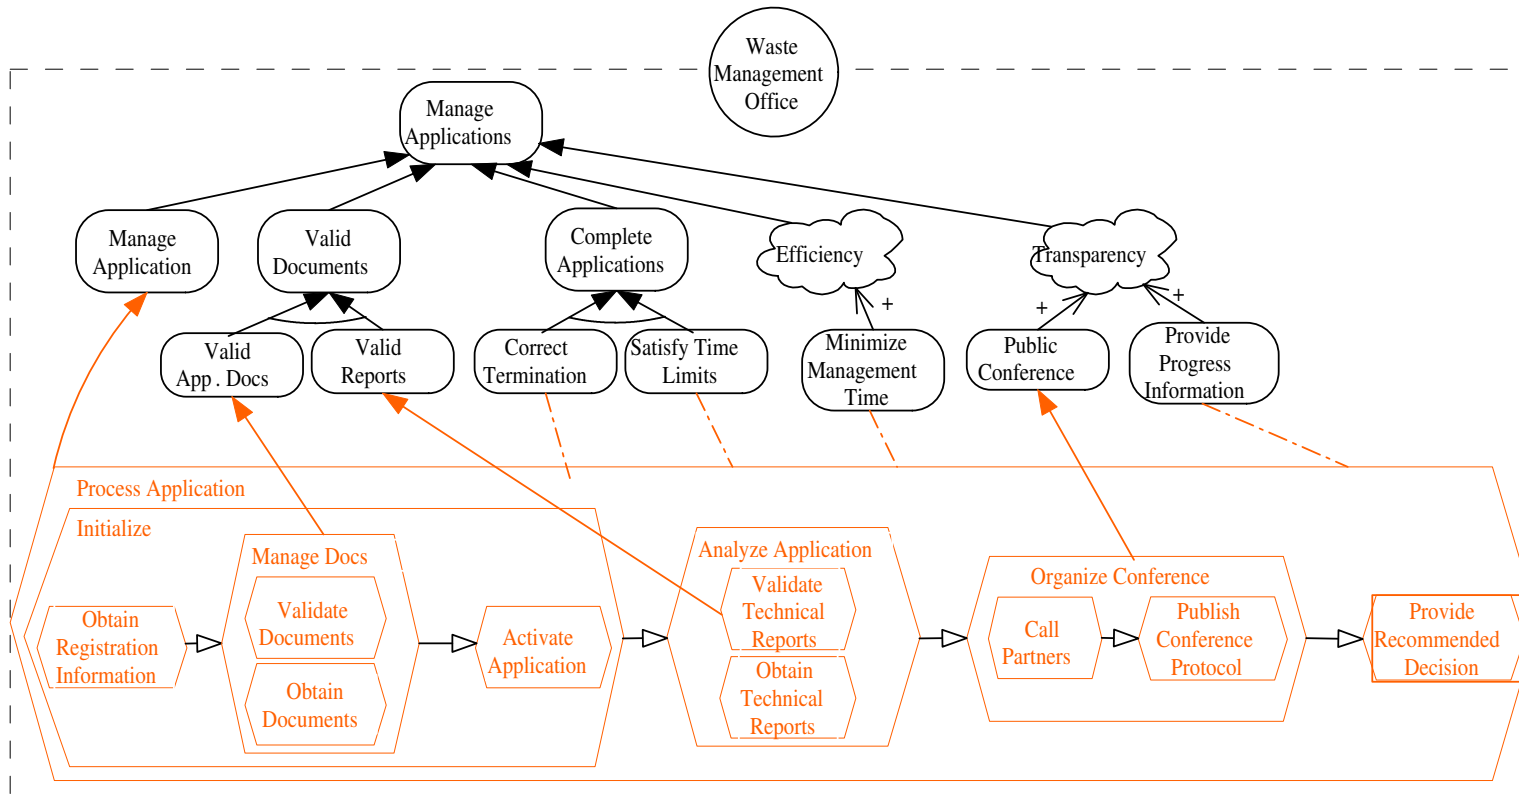 Waste
Management
Office
Manage
Applications
Manage
Application
Valid
Documents
Complete
Applications
Efficiency
Transparency
+
+
+
Valid
App . Docs
Valid
Reports
Correct
Termination
Satisfy Time
Limits
Minimize
Management
Time
Public
Conference
Provide
Progress
Information
Process Application
Initialize
Obtain
Registration
Information
Manage Docs
Validate
Documents
Obtain
Documents
Activate
Application
Analyze Application
Validate
Technical
Reports
Obtain
Technical
Reports
Organize Conference
Call
Partners
Publish
Conference
Protocol
Provide
Recommended
Decision